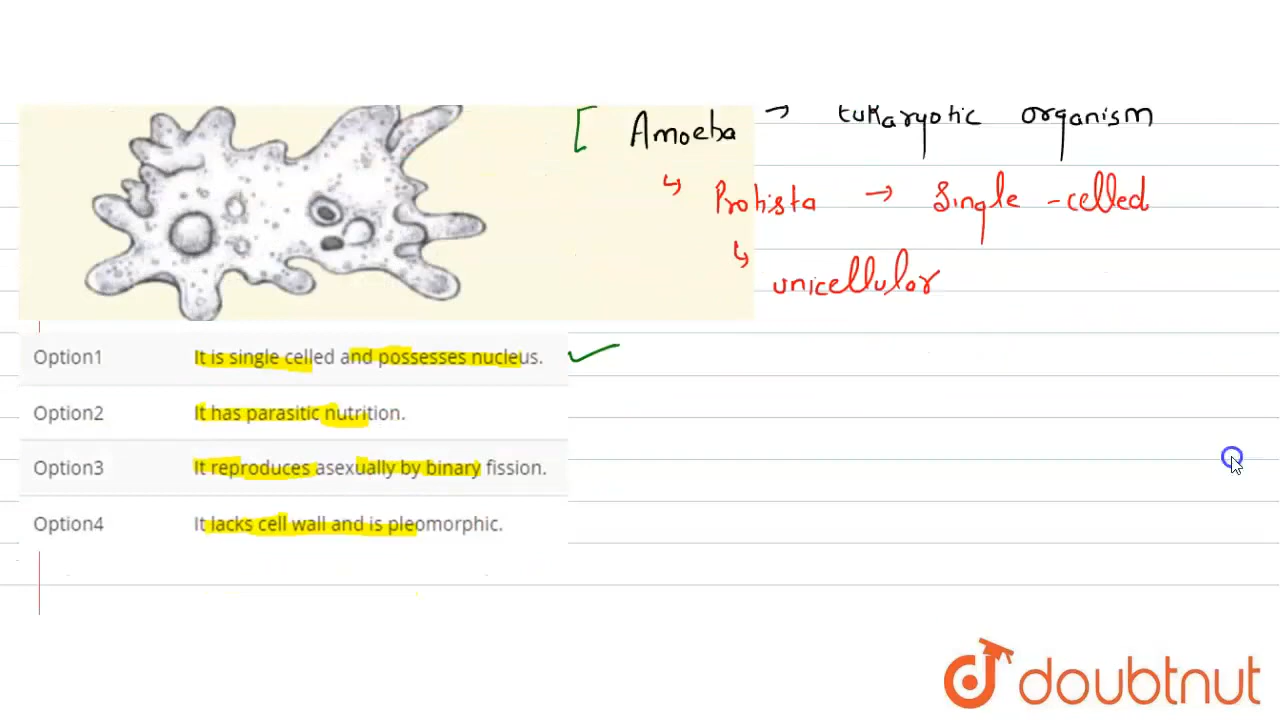 [ Amoeba → Eukaryotic organism
↳ Protista → Single-celled
↳ unicellular
Option1 It is single celled and possesses nucleus. ✓
Option2 It has parasitic nutrition.
Option3 It reproduces asexually by binary fission.
Option4 It lacks cell wall and is pleomorphic.
doubtnut